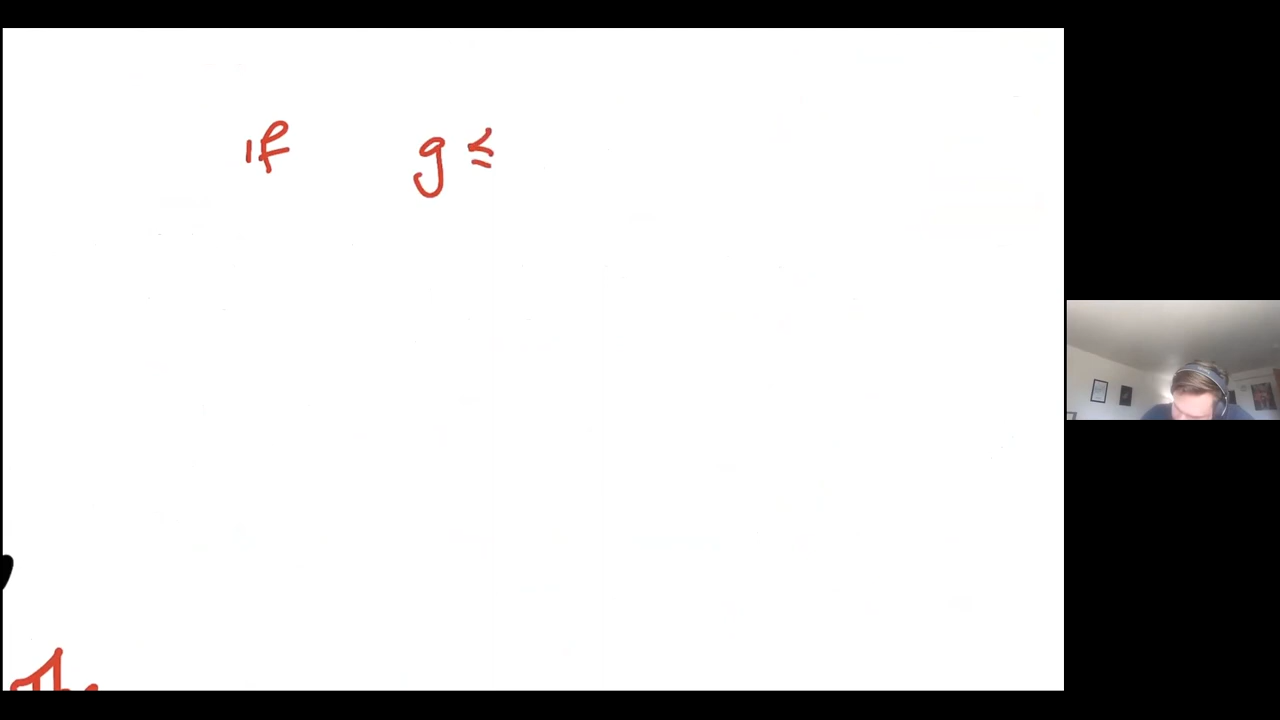 if g ≤